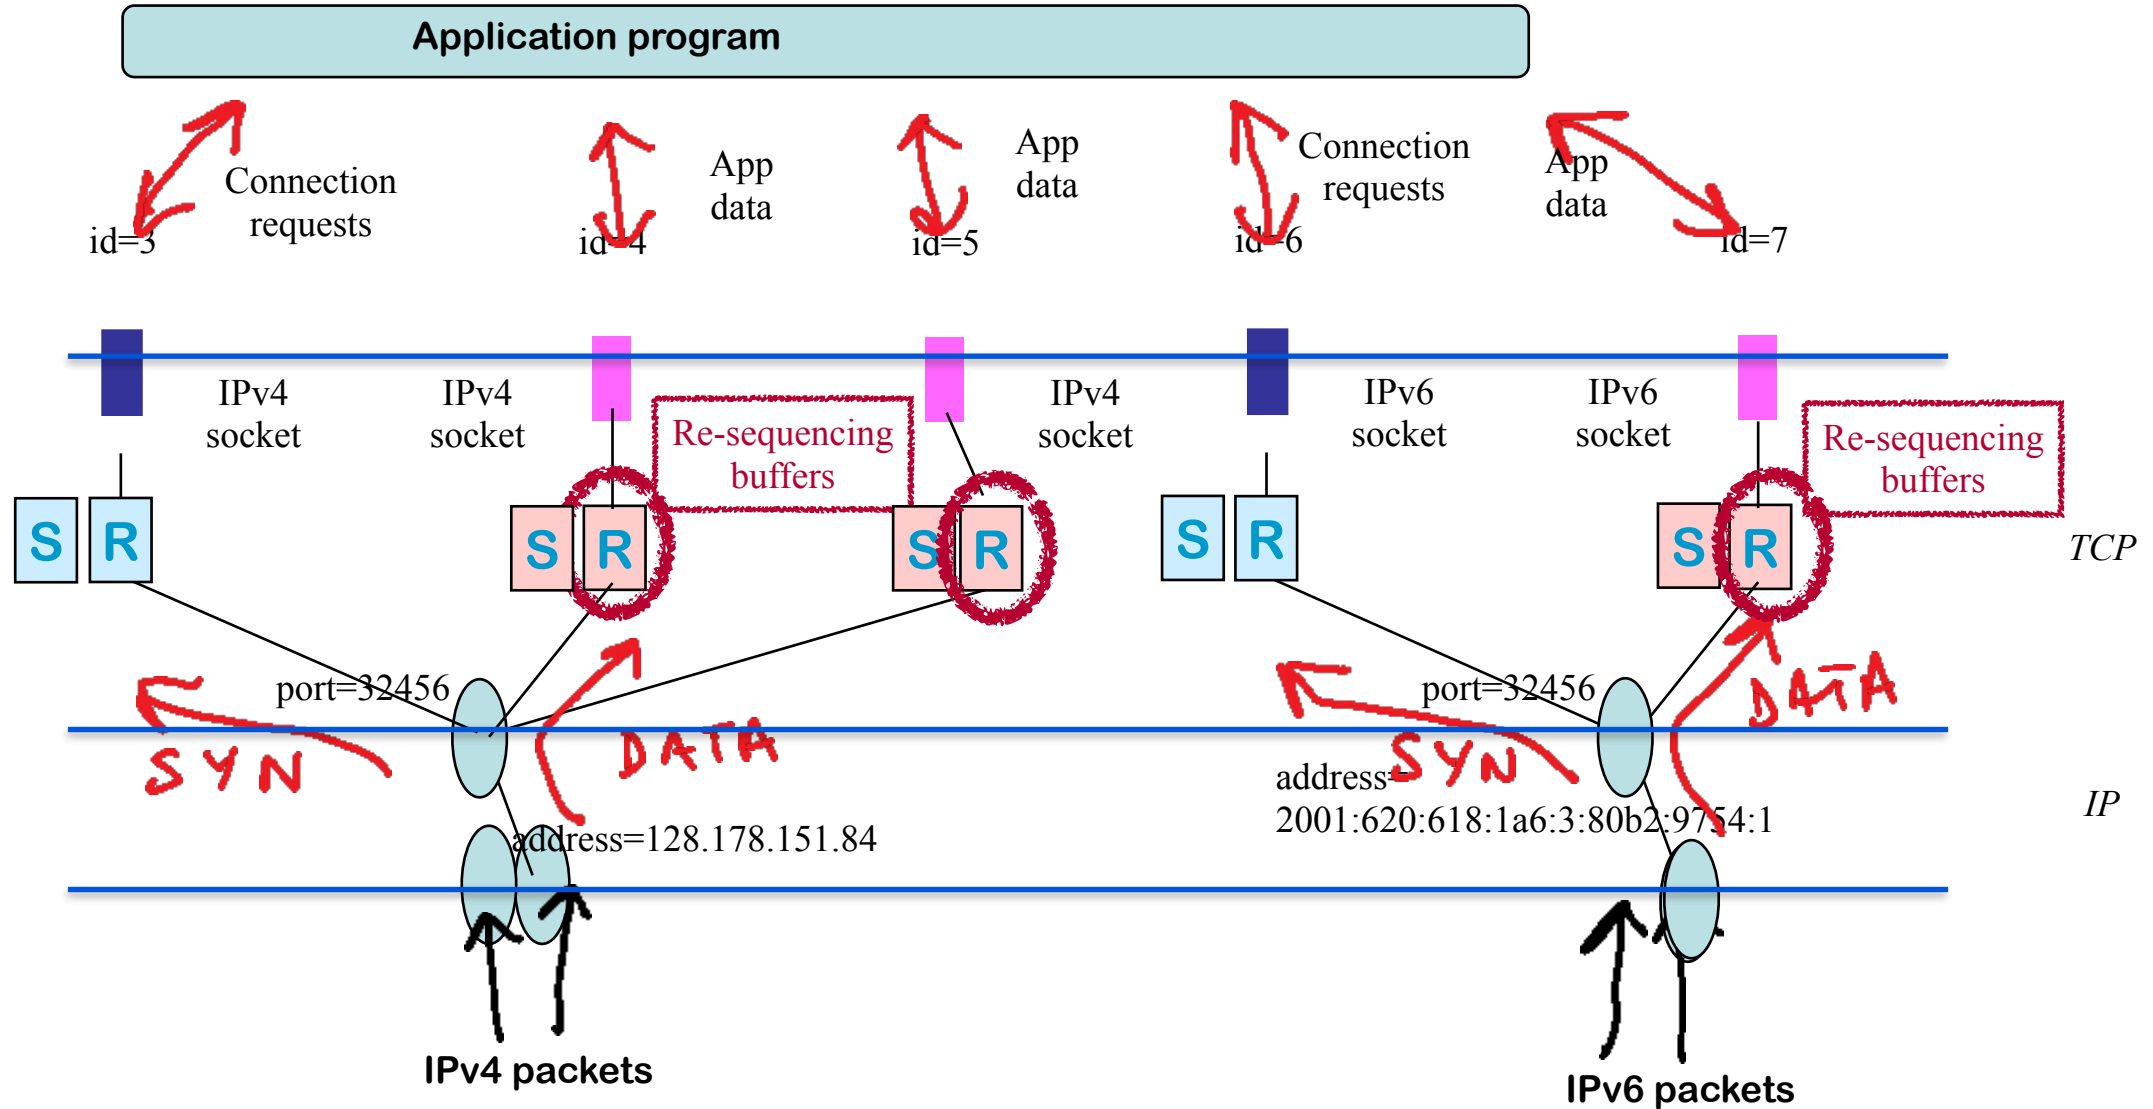 Application program
Connection
requests
App
data
App
data
Connection
requests
App
data
id=3
id=4
id=5
id=6
id=7
IPv4
socket
IPv4
socket
Re-sequencing
buffers
IPv4
socket
IPv6
socket
IPv6
socket
Re-sequencing
buffers
S R
S R
S R
S R
S R
TCP
port=32456
port=32456
SYN
DATA
SYN
DATA
address=
2001:620:618:1a6:3:80b2:9754:1
IP
address=128.178.151.84
IPv4 packets
IPv6 packets